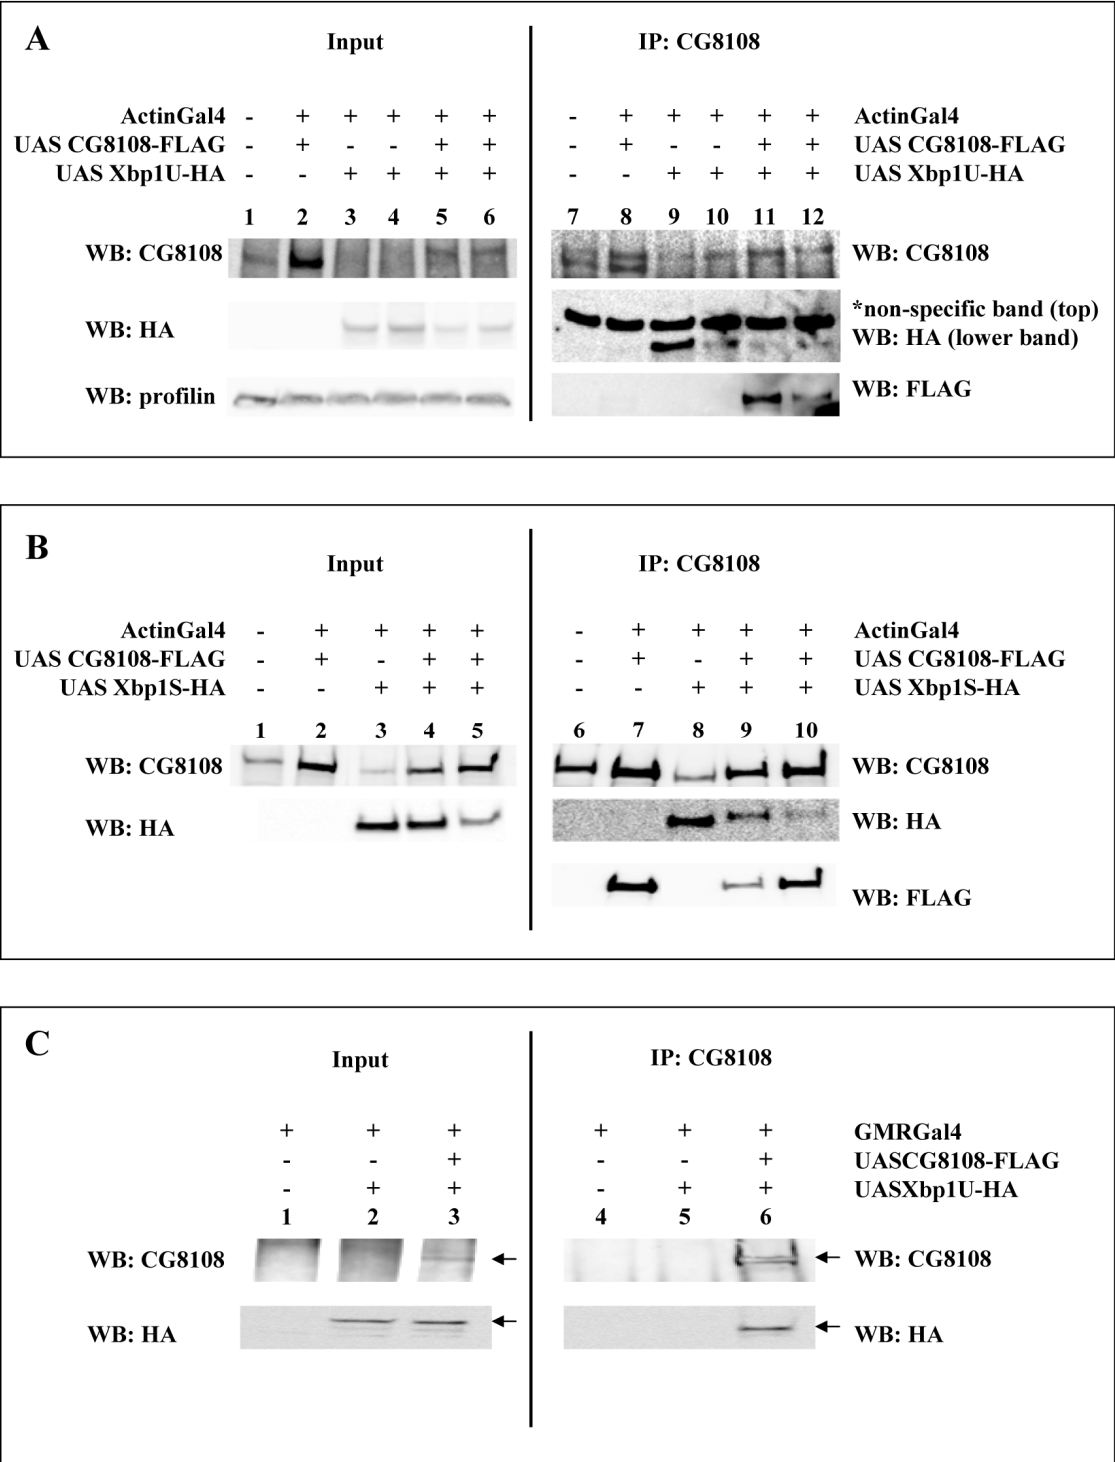 A
Input
IP: CG8108
ActinGal4 - + + + + + - + + + + + ActinGal4
UAS CG8108-FLAG - + - - + + - + - - + + UAS CG8108-FLAG
UAS Xbp1U-HA - - + + + + - - + + + + UAS Xbp1U-HA
1 2 3 4 5 6 7 8 9 10 11 12
WB: CG8108 WB: CG8108
*non-specific band (top)
WB: HA WB: HA (lower band)
WB: profilin WB: FLAG
B
Input
IP: CG8108
ActinGal4 - + + + + - + + + + ActinGal4
UAS CG8108-FLAG - + - + + - + - + + UAS CG8108-FLAG
UAS Xbp1S-HA - - + + + - - + + + UAS Xbp1S-HA
1 2 3 4 5 6 7 8 9 10
WB: CG8108 WB: CG8108
WB: HA WB: HA
WB: FLAG
C
Input
IP: CG8108
+ + + + + + GMRGal4
- - + - - + UASCG8108-FLAG
- + + - + + UASXbp1U-HA
1 2 3 4 5 6
WB: CG8108 WB: CG8108
WB: HA WB: HA